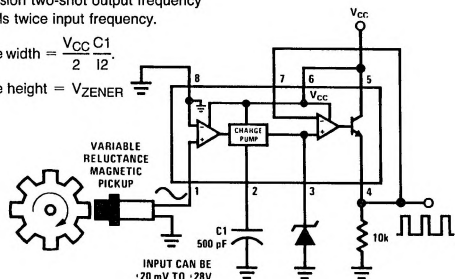 sion two-shot output frequency
ls twice input frequency.
e width = VCC/2 C1/I2.
e height = VZENER
VCC
8
7
6
5
VCC
CHARGE
PUMP
VARIABLE
RELUCTANCE
MAGNETIC
PICKUP
1
2
3
4
C1
500 pF
10k
INPUT CAN BE
20 mV TO ±28V